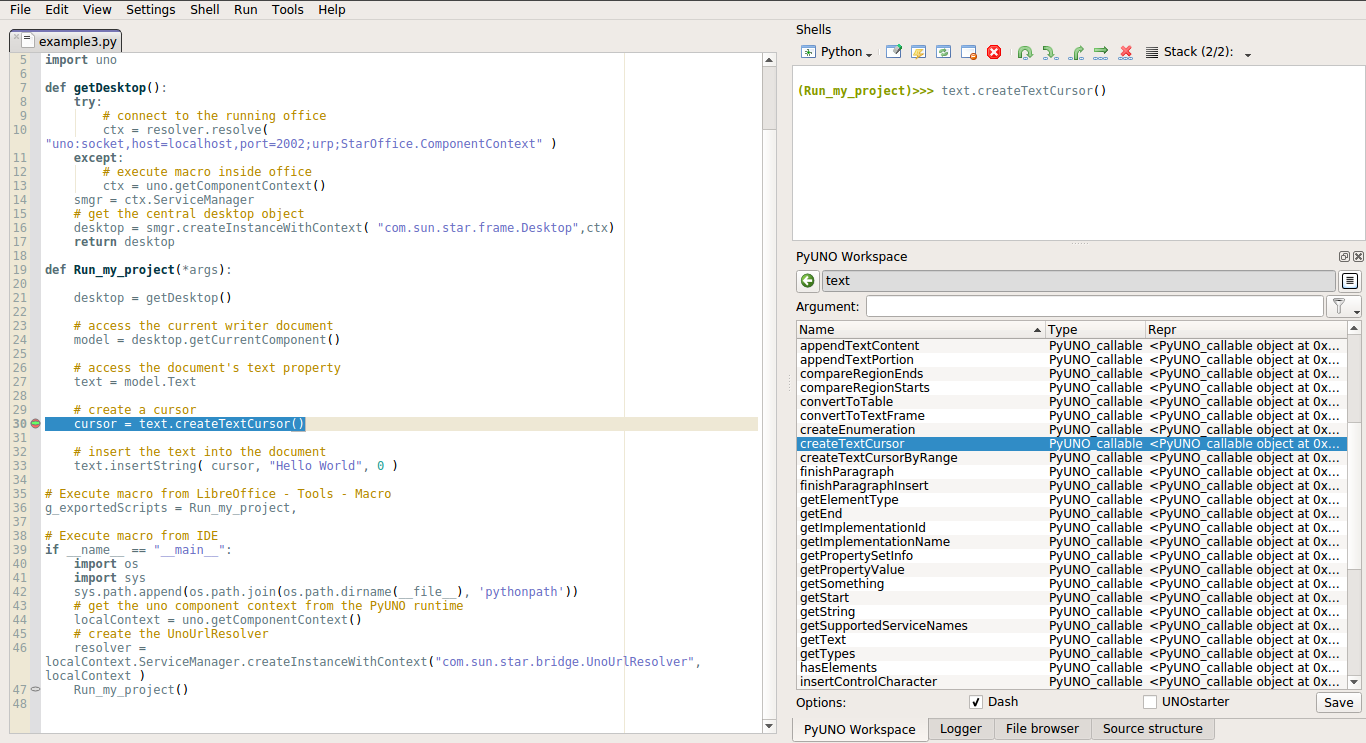 File Edit View Settings Shell Run Tools Help
example3.py
5 import uno
6
7 def getDesktop():
8 try:
9 # connect to the running office
10 ctx = resolver.resolve(
"uno:socket,host=localhost,port=2002;urp;StarOffice.ComponentContext" )
11 except:
12 # execute macro inside office
13 ctx = uno.getComponentContext()
14 smgr = ctx.ServiceManager
15 # get the central desktop object
16 desktop = smgr.createInstanceWithContext( "com.sun.star.frame.Desktop",ctx)
17 return desktop
18
19 def Run_my_project(*args):
20
21 desktop = getDesktop()
22
23 # access the current writer document
24 model = desktop.getCurrentComponent()
25
26 # access the document's text property
27 text = model.Text
28
29 # create a cursor
30 cursor = text.createTextCursor()
31
32 # insert the text into the document
33 text.insertString( cursor, "Hello World", 0 )
34
35 # Execute macro from LibreOffice - Tools - Macro
36 g_exportedScripts = Run_my_project,
37
38 # Execute macro from IDE
39 if __name__ == "__main__":
40 import os
41 import sys
42 sys.path.append(os.path.join(os.path.dirname(__file__), 'pythonpath'))
43 # get the uno component context from the PyUNO runtime
44 localContext = uno.getComponentContext()
45 # create the UnoUrlResolver
46 resolver =
localContext.ServiceManager.createInstanceWithContext("com.sun.star.bridge.UnoUrlResolver",
localContext )
47 Run_my_project()
48
Shells
Python Stack (2/2):
(Run_my_project)>>> text.createTextCursor()
PyUNO Workspace
text
Argument:
Name Type Repr
appendTextContent PyUNO_callable <PyUNO_callable object at 0x...
appendTextPortion PyUNO_callable <PyUNO_callable object at 0x...
compareRegionEnds PyUNO_callable <PyUNO_callable object at 0x...
compareRegionStarts PyUNO_callable <PyUNO_callable object at 0x...
convertToTable PyUNO_callable <PyUNO_callable object at 0x...
convertToTextFrame PyUNO_callable <PyUNO_callable object at 0x...
createEnumeration PyUNO_callable <PyUNO_callable object at 0x...
createTextCursor PyUNO_callable <PyUNO_callable object at 0x...
createTextCursorByRange PyUNO_callable <PyUNO_callable object at 0x...
finishParagraph PyUNO_callable <PyUNO_callable object at 0x...
finishParagraphInsert PyUNO_callable <PyUNO_callable object at 0x...
getElementType PyUNO_callable <PyUNO_callable object at 0x...
getEnd PyUNO_callable <PyUNO_callable object at 0x...
getImplementationId PyUNO_callable <PyUNO_callable object at 0x...
getImplementationName PyUNO_callable <PyUNO_callable object at 0x...
getPropertySetInfo PyUNO_callable <PyUNO_callable object at 0x...
getPropertyValue PyUNO_callable <PyUNO_callable object at 0x...
getSomething PyUNO_callable <PyUNO_callable object at 0x...
getStart PyUNO_callable <PyUNO_callable object at 0x...
getString PyUNO_callable <PyUNO_callable object at 0x...
getSupportedServiceNames PyUNO_callable <PyUNO_callable object at 0x...
getText PyUNO_callable <PyUNO_callable object at 0x...
getTypes PyUNO_callable <PyUNO_callable object at 0x...
hasElements PyUNO_callable <PyUNO_callable object at 0x...
insertControlCharacter PyUNO_callable <PyUNO_callable object at 0x...
Options: Dash UNOstarter Save
PyUNO Workspace Logger File browser Source structure